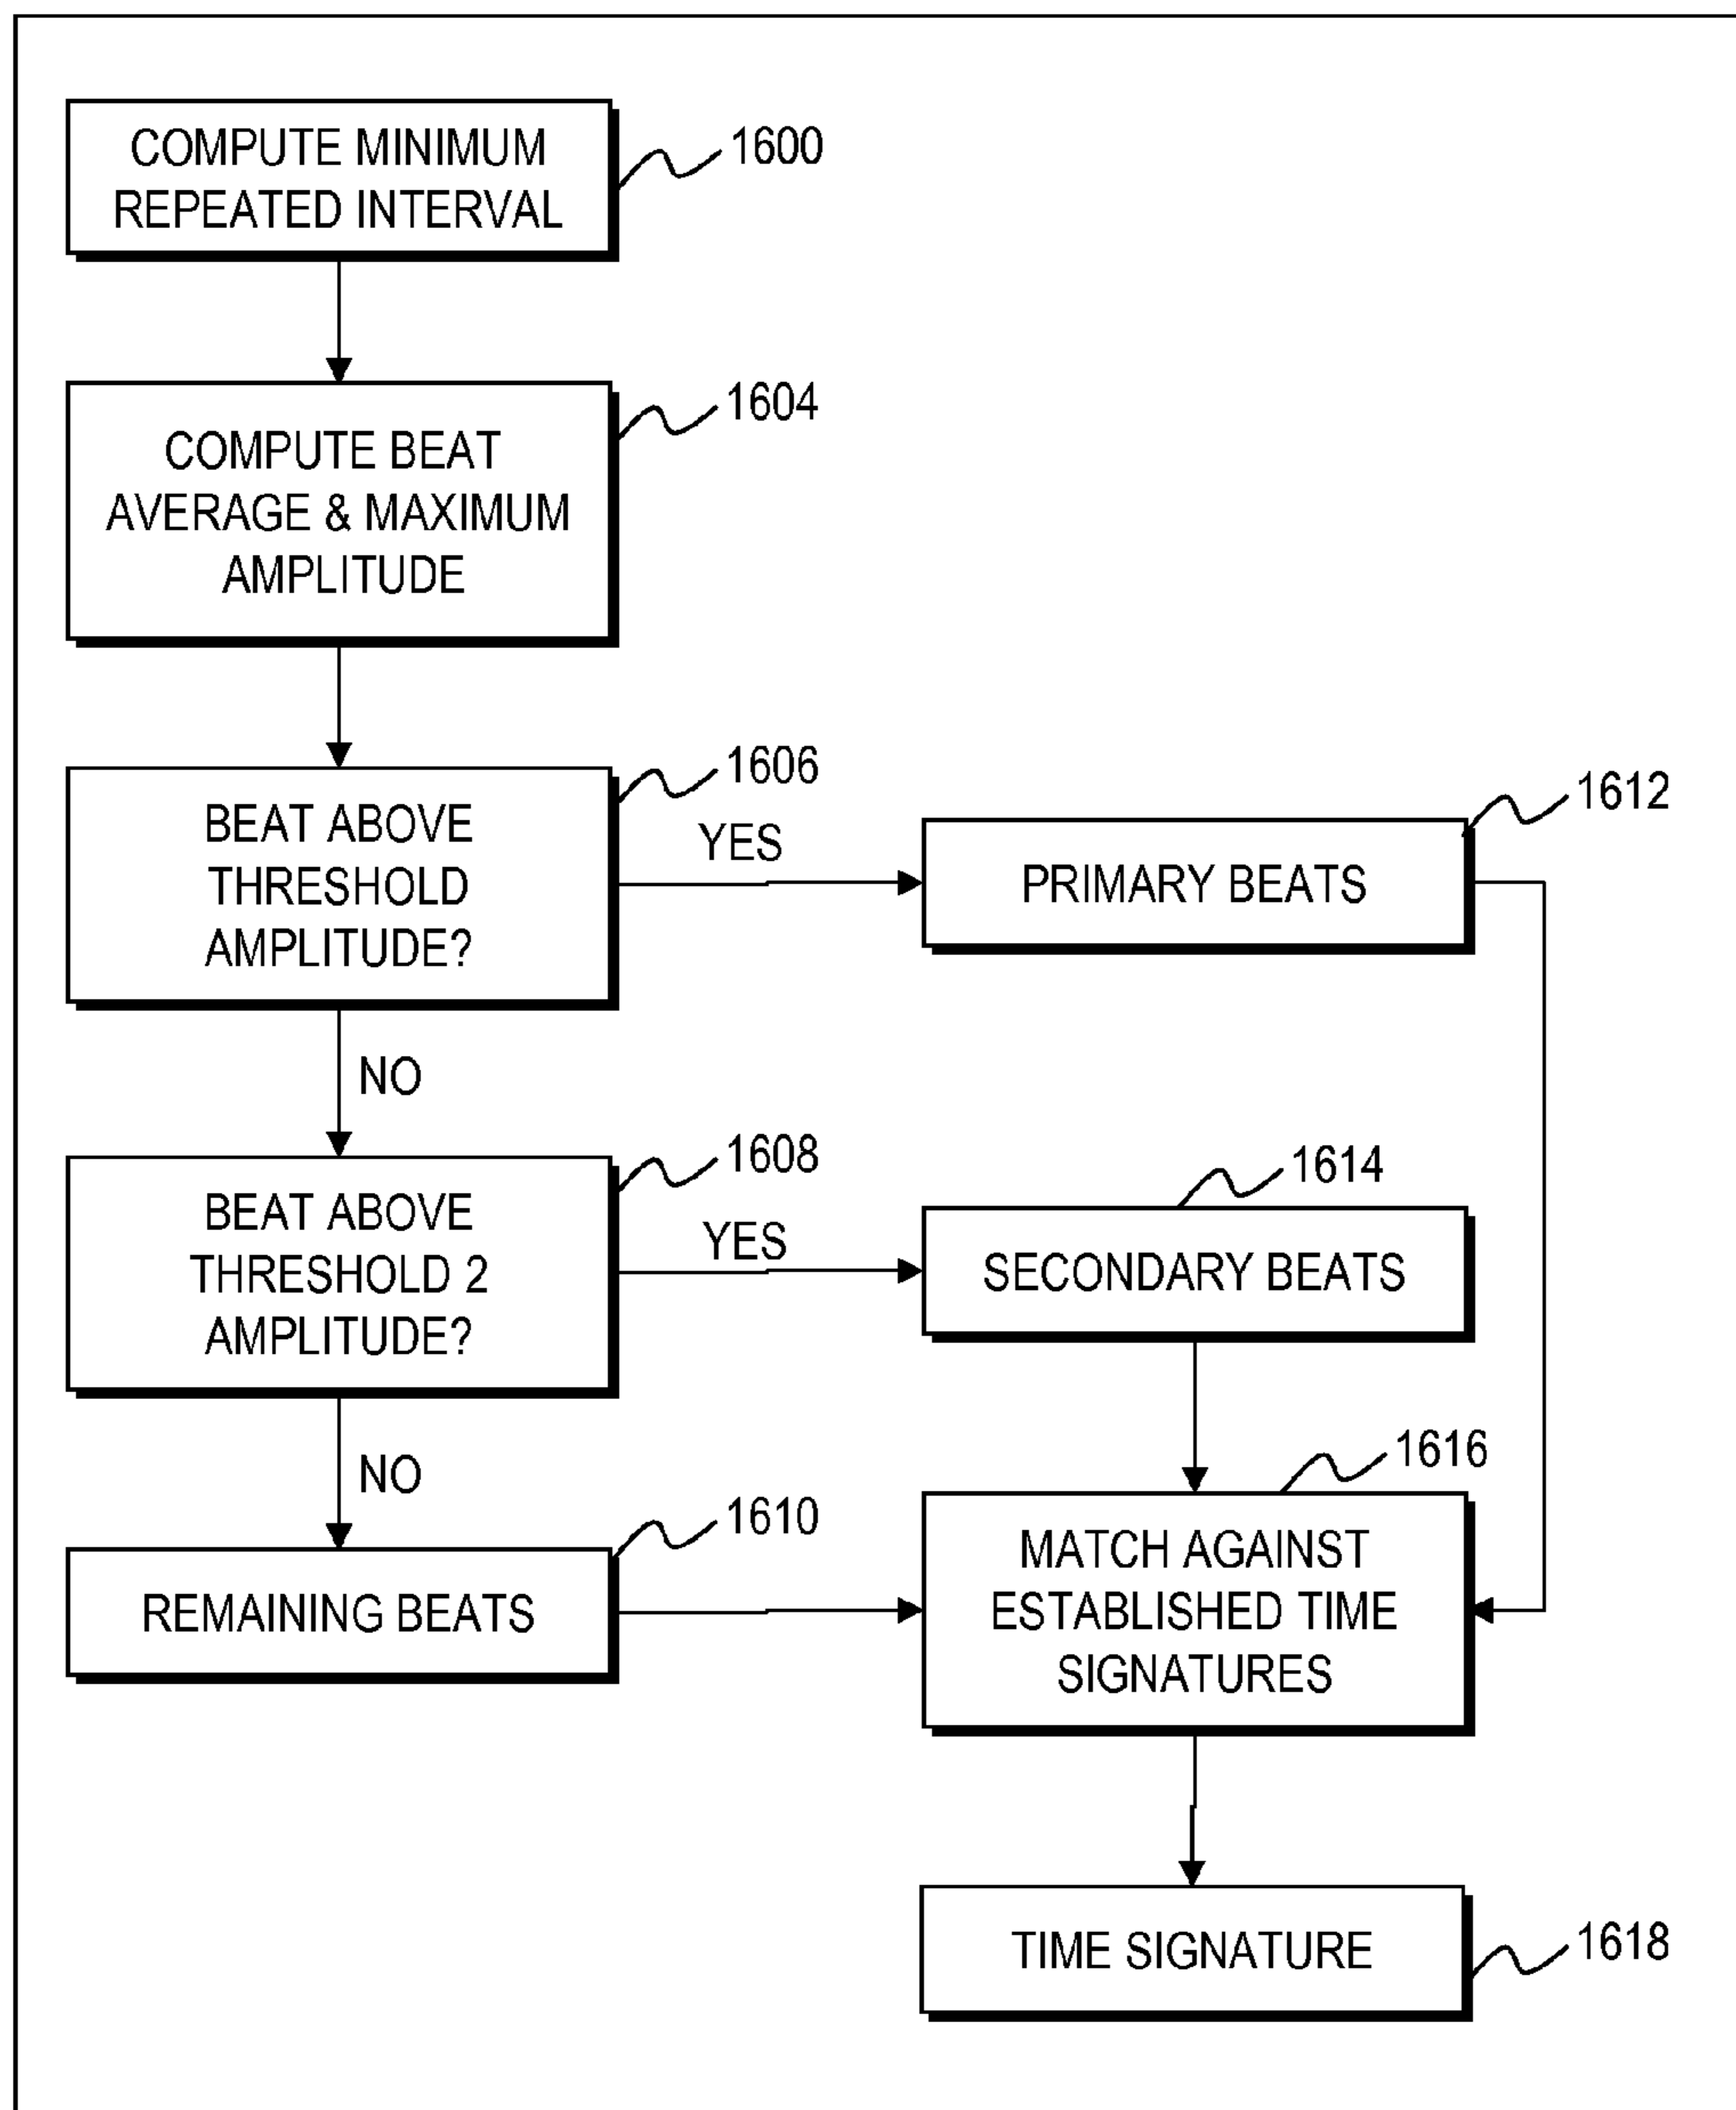 COMPUTE MINIMUM
REPEATED INTERVAL
1600
COMPUTE BEAT
AVERAGE & MAXIMUM
AMPLITUDE
1604
BEAT ABOVE
THRESHOLD
AMPLITUDE?
1606
YES
PRIMARY BEATS
1612
NO
BEAT ABOVE
THRESHOLD 2
AMPLITUDE?
1608
YES
SECONDARY BEATS
1614
NO
REMAINING BEATS
1610
MATCH AGAINST
ESTABLISHED TIME
SIGNATURES
1616
TIME SIGNATURE
1618